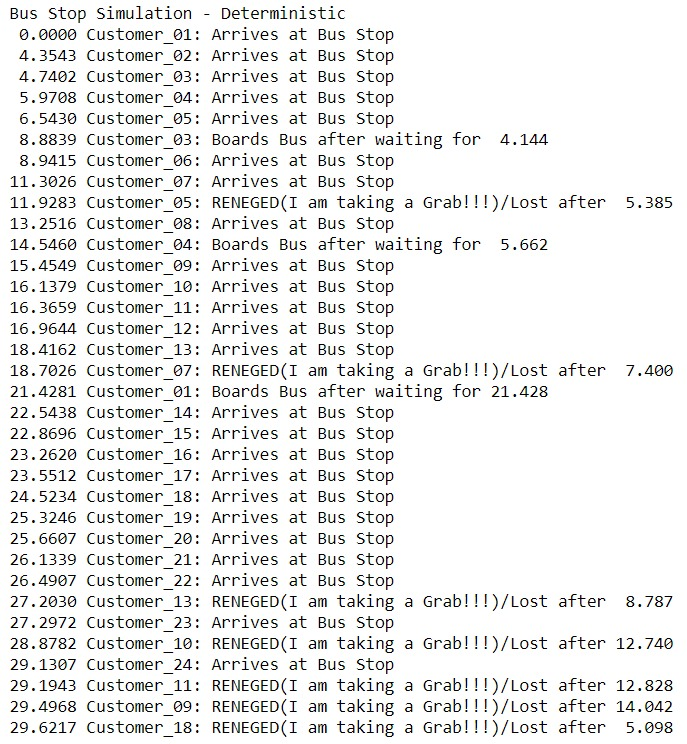 Bus Stop Simulation - Deterministic
0.0000 Customer_01: Arrives at Bus Stop
4.3543 Customer_02: Arrives at Bus Stop
4.7402 Customer_03: Arrives at Bus Stop
5.9708 Customer_04: Arrives at Bus Stop
6.5430 Customer_05: Arrives at Bus Stop
8.8839 Customer_03: Boards Bus after waiting for  4.144
8.9415 Customer_06: Arrives at Bus Stop
11.3026 Customer_07: Arrives at Bus Stop
11.9283 Customer_05: RENEGED(I am taking a Grab!!!)/Lost after  5.385
13.2516 Customer_08: Arrives at Bus Stop
14.5460 Customer_04: Boards Bus after waiting for  5.662
15.4549 Customer_09: Arrives at Bus Stop
16.1379 Customer_10: Arrives at Bus Stop
16.3659 Customer_11: Arrives at Bus Stop
16.9644 Customer_12: Arrives at Bus Stop
18.4162 Customer_13: Arrives at Bus Stop
18.7026 Customer_07: RENEGED(I am taking a Grab!!!)/Lost after  7.400
21.4281 Customer_01: Boards Bus after waiting for 21.428
22.5438 Customer_14: Arrives at Bus Stop
22.8696 Customer_15: Arrives at Bus Stop
23.2620 Customer_16: Arrives at Bus Stop
23.5512 Customer_17: Arrives at Bus Stop
24.5234 Customer_18: Arrives at Bus Stop
25.3246 Customer_19: Arrives at Bus Stop
25.6607 Customer_20: Arrives at Bus Stop
26.1339 Customer_21: Arrives at Bus Stop
26.4907 Customer_22: Arrives at Bus Stop
27.2030 Customer_13: RENEGED(I am taking a Grab!!!)/Lost after  8.787
27.2972 Customer_23: Arrives at Bus Stop
28.8782 Customer_10: RENEGED(I am taking a Grab!!!)/Lost after 12.740
29.1307 Customer_24: Arrives at Bus Stop
29.1943 Customer_11: RENEGED(I am taking a Grab!!!)/Lost after 12.828
29.4968 Customer_09: RENEGED(I am taking a Grab!!!)/Lost after 14.042
29.6217 Customer_18: RENEGED(I am taking a Grab!!!)/Lost after  5.098